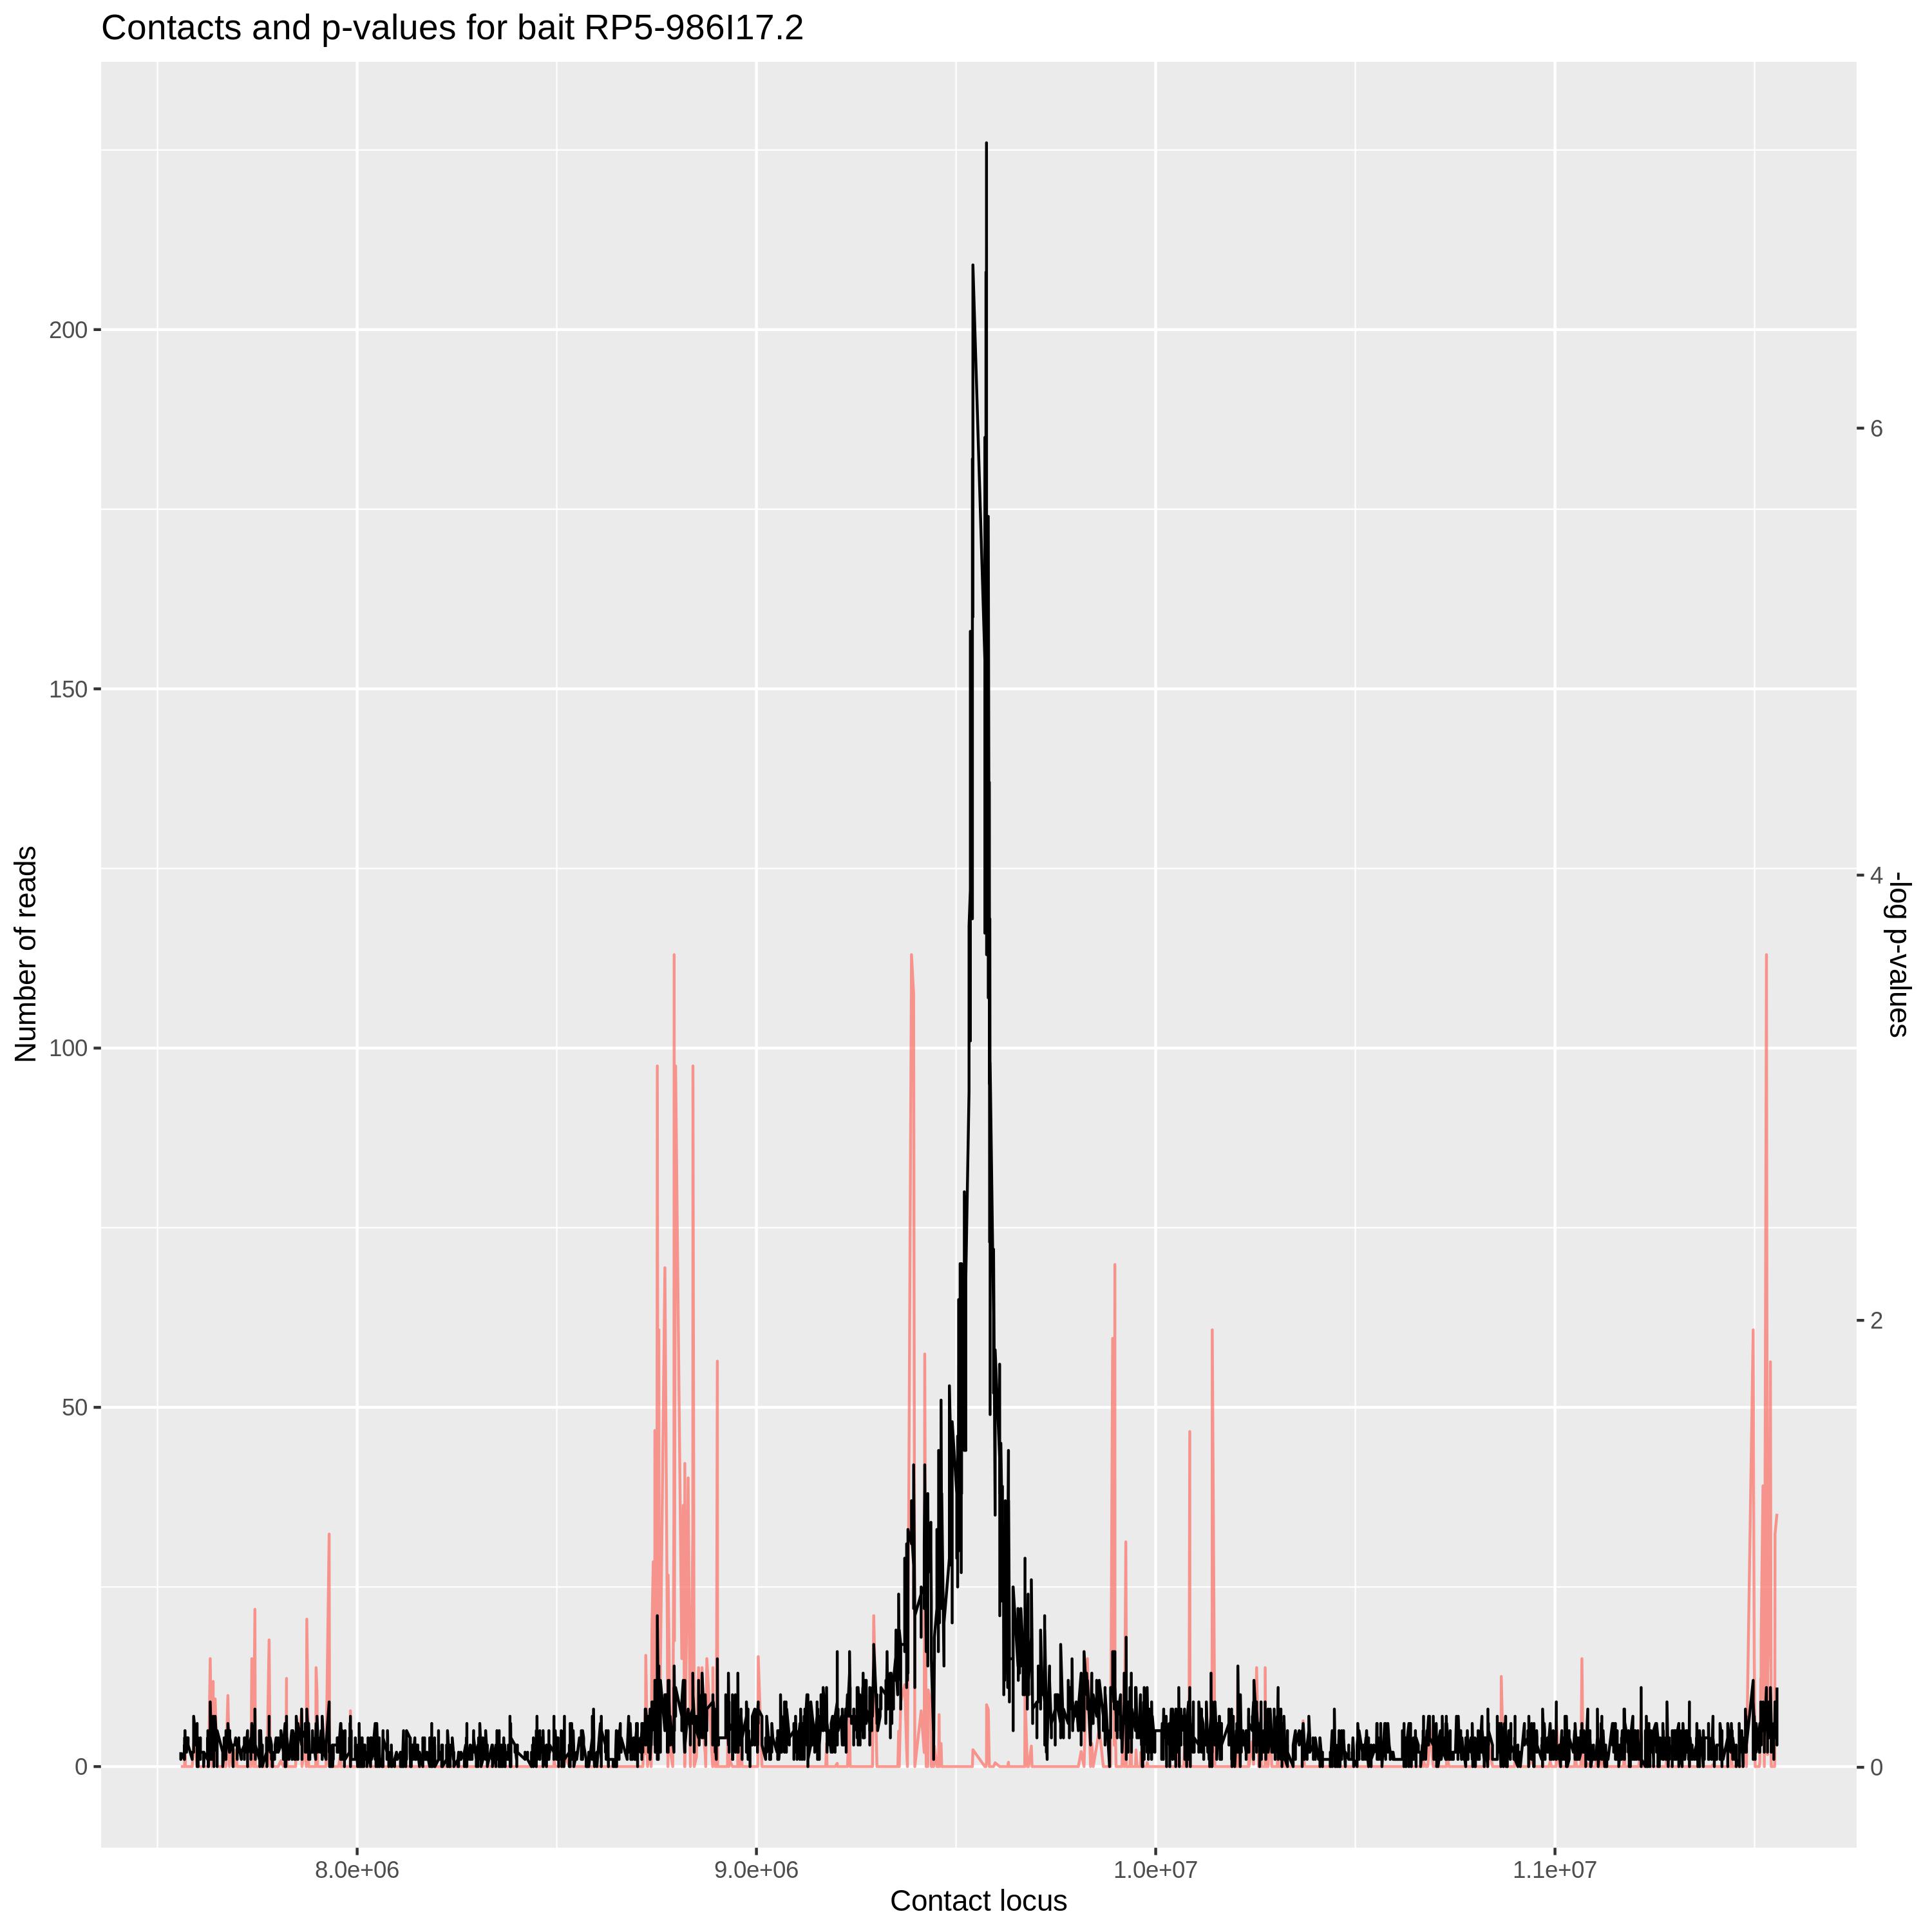 Contacts and p-values for bait RP5-986I17.2
200
150
100
50
0
Number of reads
6
4
2
0
-log p-values
8.0e+06
9.0e+06
1.0e+07
1.1e+07
Contact locus